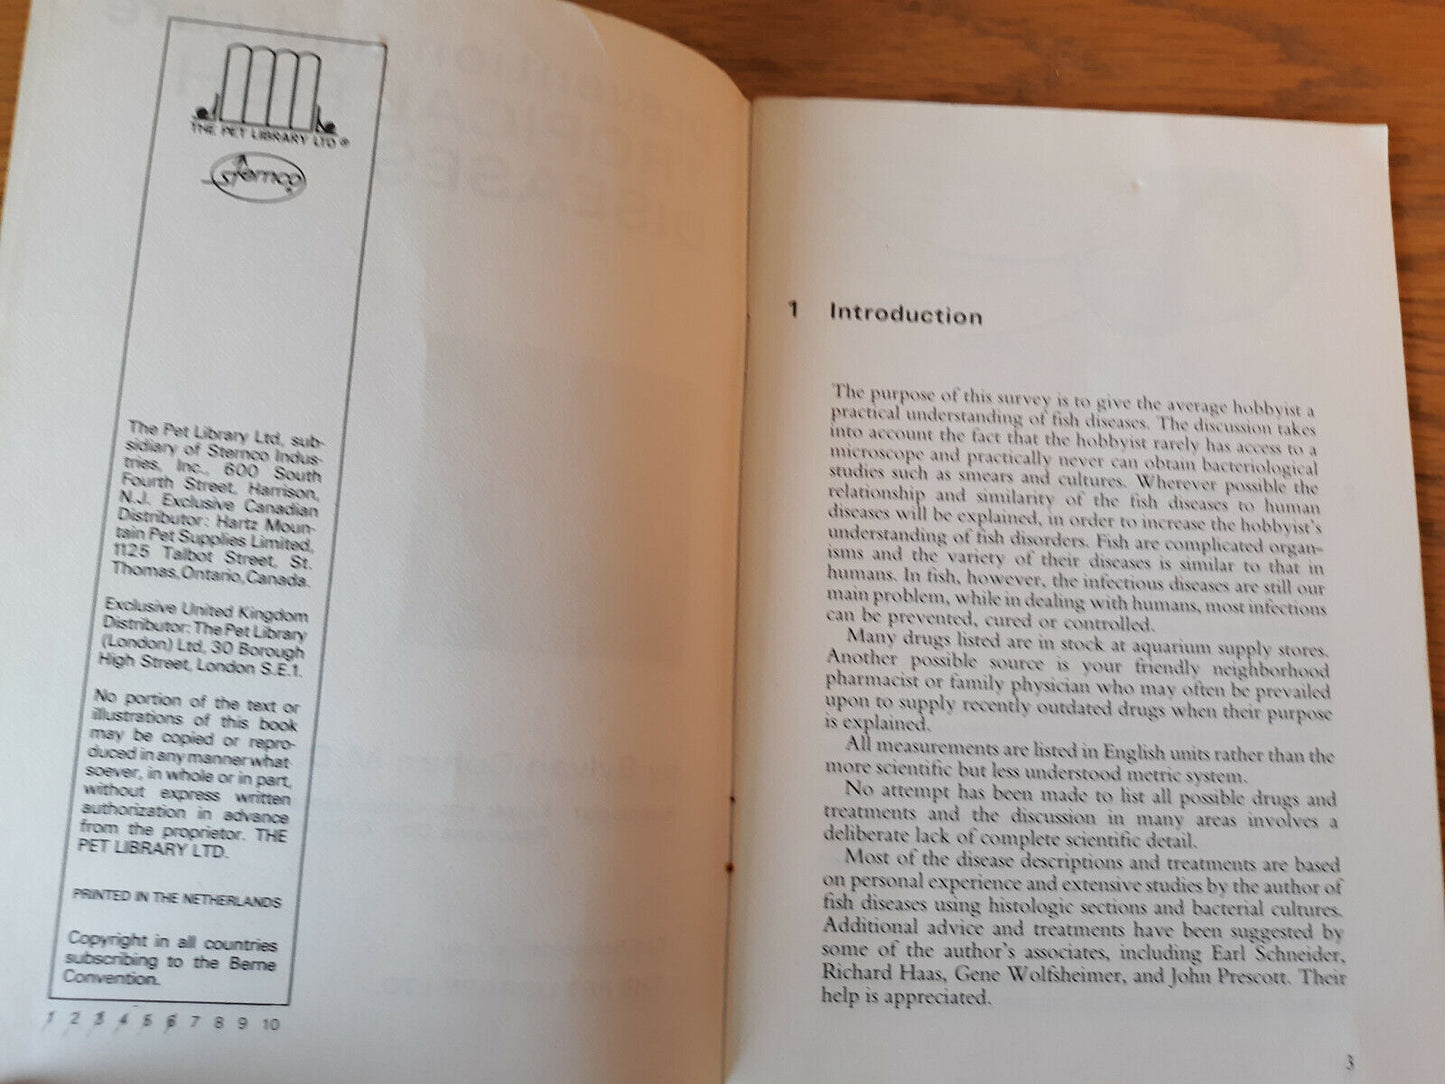 THE PET LIBRARY LTD ®
Sternco
The Pet Library Ltd, sub-
sidiary of Sternco Indus-
tries, Inc., 600 South
Fourth Street, Harrison,
N.J. Exclusive Canadian
Distributor: Hartz Moun-
tain Pet Supplies Limited,
1125 Talbot Street, St.
Thomas, Ontario, Canada.
Exclusive United Kingdom
Distributor: The Pet Library
(London) Ltd, 30 Borough
High Street, London S.E.1.
No portion of the text or
illustrations of this book
may be copied or repro-
duced in any manner what-
soever, in whole or in part,
without express written
authorization in advance
from the proprietor. THE
PET LIBRARY LTD.
PRINTED IN THE NETHERLANDS
Copyright in all countries
subscribing to the Berne
Convention.
1 2 3 4 5 6 7 8 9 10
1 Introduction
The purpose of this survey is to give the average hobbyist a
practical understanding of fish diseases. The discussion takes
into account the fact that the hobbyist rarely has access to a
microscope and practically never can obtain bacteriological
studies such as smears and cultures. Wherever possible the
relationship and similarity of the fish diseases to human
diseases will be explained, in order to increase the hobbyist's
understanding of fish disorders. Fish are complicated organ-
isms and the variety of their diseases is similar to that in
humans. In fish, however, the infectious diseases are still our
main problem, while in dealing with humans, most infections
can be prevented, cured or controlled.
Many drugs listed are in stock at aquarium supply stores.
Another possible source is your friendly neighborhood
pharmacist or family physician who may often be prevailed
upon to supply recently outdated drugs when their purpose
is explained.
All measurements are listed in English units rather than the
more scientific but less understood metric system.
No attempt has been made to list all possible drugs and
treatments and the discussion in many areas involves a
deliberate lack of complete scientific detail.
Most of the disease descriptions and treatments are based
on personal experience and extensive studies by the author of
fish diseases using histologic sections and bacterial cultures.
Additional advice and treatments have been suggested by
some of the author's associates, including Earl Schneider,
Richard Haas, Gene Wolfsheimer, and John Prescott. Their
help is appreciated.
3